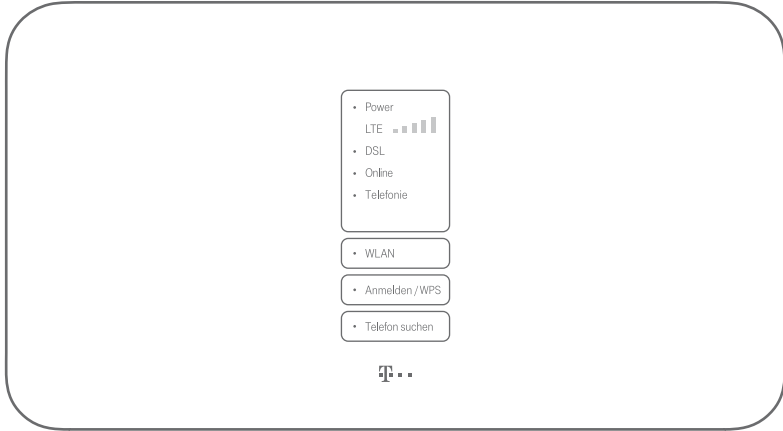 Power
LTE
DSL
Online
Telefonie
WLAN
Anmelden / WPS
Telefon suchen
T